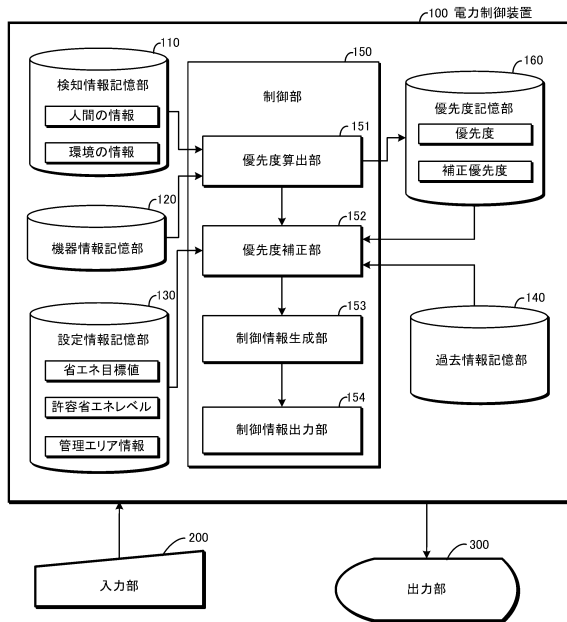 100 電力制御装置
110
検知情報記憶部
人間の情報
環境の情報
120
機器情報記憶部
130
設定情報記憶部
省エネ目標値
許容省エネレベル
管理エリア情報
150
制御部
151
優先度算出部
152
優先度補正部
153
制御情報生成部
154
制御情報出力部
160
優先度記憶部
優先度
補正優先度
140
過去情報記憶部
200
入力部
300
出力部